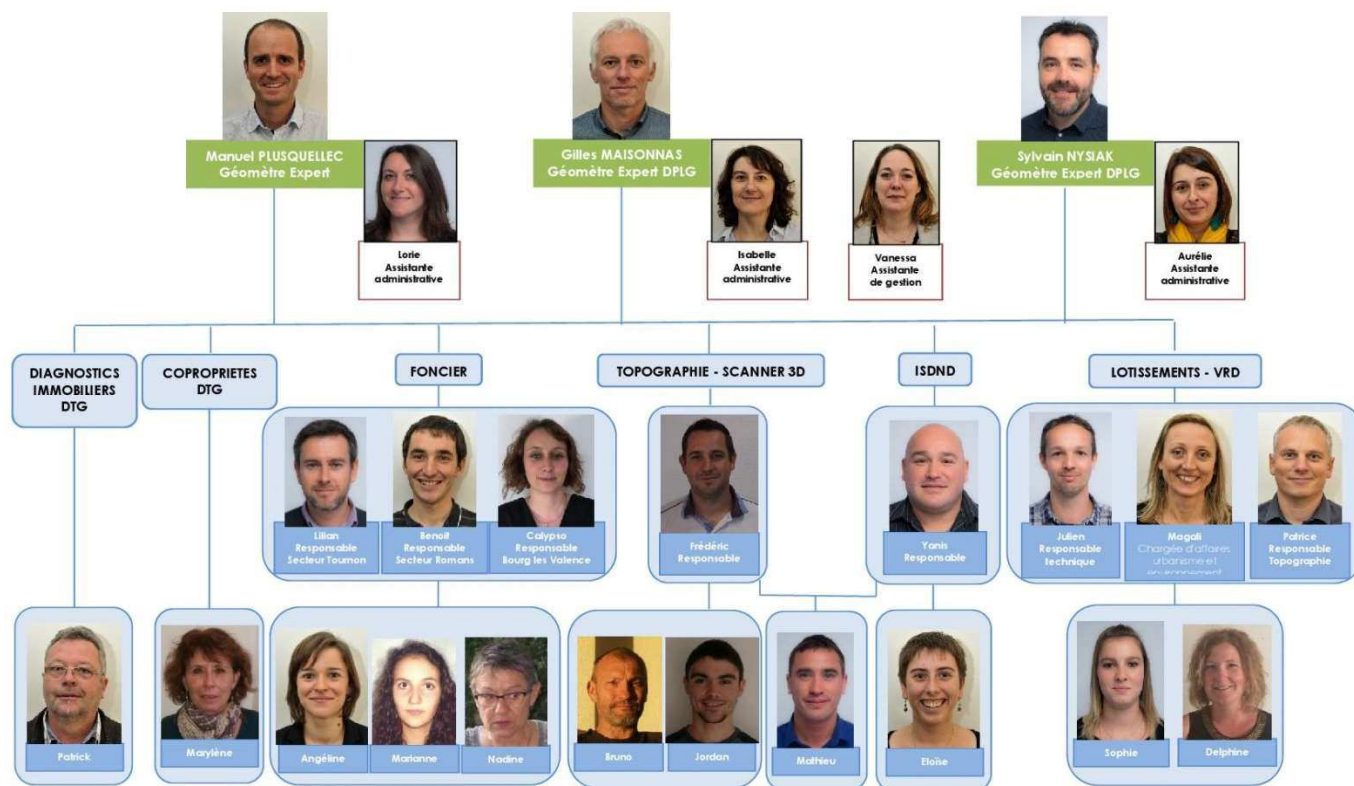 Manuel PLUSQUELLEC
Géomètre Expert
Gilles MAISONNAS
Géomètre Expert DPLG
Sylvain NYSIAK
Géomètre Expert DPLG
Lorie
Assistante
administrative
Isabelle
Assistante
administrative
Vanessa
Assistante
de gestion
Aurélie
Assistante
administrative
DIAGNOSTICS
IMMOBILIERS
DTG
COPROPRIETES
DTG
FONCIER
TOPOGRAPHIE - SCANNER 3D
ISDND
LOTISSEMENTS - VRD
Lilian
Responsable
Secteur Tournon
Benoit
Responsable
Secteur Romans
Calypso
Responsable
Bourg les Valence
Frédéric
Responsable
Yanis
Responsable
Julien
Responsable
technique
Magali
Chargée d'affaires
urbanisme et
environnement
Patrice
Responsable
Topographie
Patrick
Marylène
Angéline
Marianne
Nadine
Bruno
Jordan
Mathieu
Eloïse
Sophie
Delphine